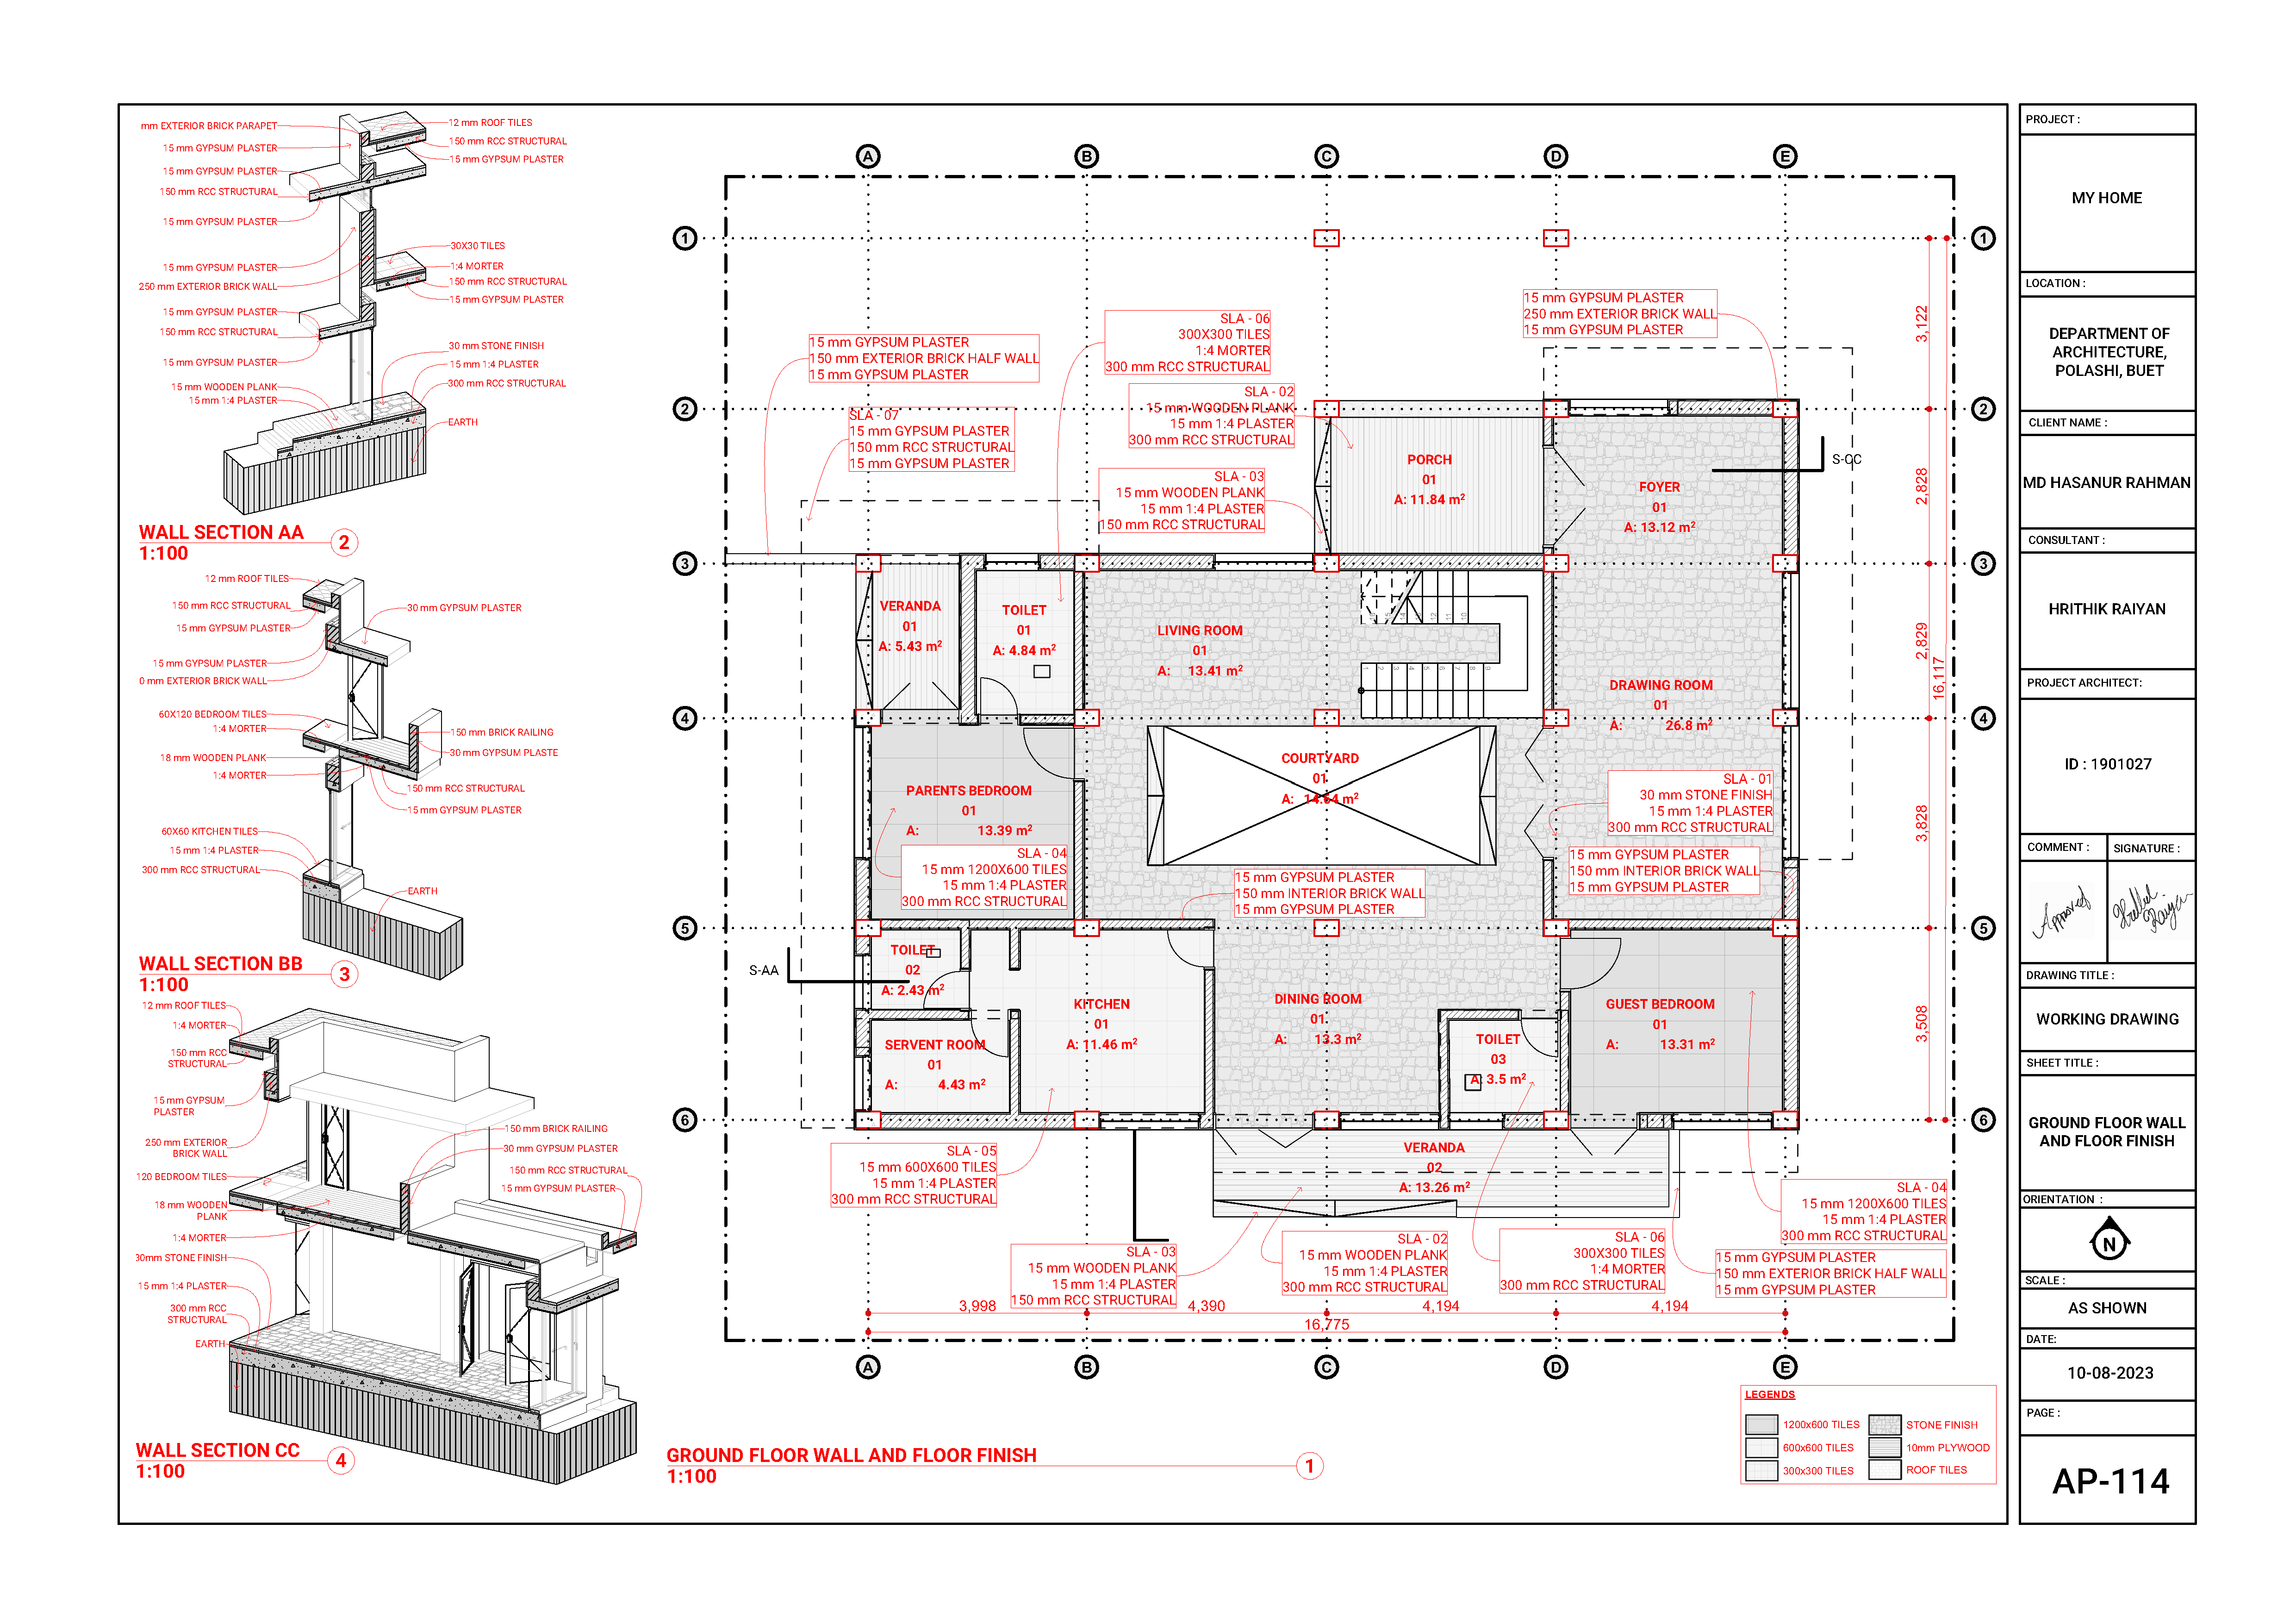 mm EXTERIOR BRICK PARAPET
15 mm GYPSUM PLASTER
15 mm GYPSUM PLASTER
150 mm RCC STRUCTURAL
15 mm GYPSUM PLASTER
15 mm GYPSUM PLASTER
250 mm EXTERIOR BRICK WALL
15 mm GYPSUM PLASTER
150 mm RCC STRUCTURAL
15 mm GYPSUM PLASTER
15 mm WOODEN PLANK
15 mm 1:4 PLASTER
12 mm ROOF TILES
150 mm RCC STRUCTURAL
15 mm GYPSUM PLASTER
30X30 TILES
1:4 MORTER
150 mm RCC STRUCTURAL
15 mm GYPSUM PLASTER
30 mm STONE FINISH
15 mm 1:4 PLASTER
300 mm RCC STRUCTURAL
EARTH
WALL SECTION AA
1:100
2
12 mm ROOF TILES
150 mm RCC STRUCTURAL
15 mm GYPSUM PLASTER
15 mm GYPSUM PLASTER
0 mm EXTERIOR BRICK WALL
60X120 BEDROOM TILES
1:4 MORTER
18 mm WOODEN PLANK
1:4 MORTER
60X60 KITCHEN TILES
15 mm 1:4 PLASTER
300 mm RCC STRUCTURAL
30 mm GYPSUM PLASTER
150 mm BRICK RAILING
30 mm GYPSUM PLASTE
150 mm RCC STRUCTURAL
15 mm GYPSUM PLASTER
EARTH
WALL SECTION BB
1:100
3
12 mm ROOF TILES
1:4 MORTER
150 mm RCC
STRUCTURAL
15 mm GYPSUM
PLASTER
250 mm EXTERIOR
BRICK WALL
120 BEDROOM TILES
18 mm WOODEN
PLANK
1:4 MORTER
30mm STONE FINISH
15 mm 1:4 PLASTER
300 mm RCC
STRUCTURAL
EARTH
150 mm BRICK RAILING
30 mm GYPSUM PLASTER
150 mm RCC STRUCTURAL
15 mm GYPSUM PLASTER
WALL SECTION CC
1:100
4
A
B
C
D
E
1
1
2
2
3
3
4
4
5
5
6
6
15 mm GYPSUM PLASTER
150 mm EXTERIOR BRICK HALF WALL
15 mm GYPSUM PLASTER
SLA - 06
300X300 TILES
1:4 MORTER
300 mm RCC STRUCTURAL
15 mm GYPSUM PLASTER
250 mm EXTERIOR BRICK WALL
15 mm GYPSUM PLASTER
SLA - 02
15 mm WOODEN PLANK
15 mm 1:4 PLASTER
300 mm RCC STRUCTURAL
SLA - 07
15 mm GYPSUM PLASTER
150 mm RCC STRUCTURAL
15 mm GYPSUM PLASTER
SLA - 03
15 mm WOODEN PLANK
15 mm 1:4 PLASTER
150 mm RCC STRUCTURAL
PORCH
01
A: 11.84 m²
FOYER
01
A: 13.12 m²
S-CC
VERANDA
01
A: 5.43 m²
TOILET
01
A: 4.84 m²
LIVING ROOM
01
A: 13.41 m²
DRAWING ROOM
01
A: 26.8 m²
COURTYARD
01
A: 14.64 m²
PARENTS BEDROOM
01
A: 13.39 m²
SLA - 01
30 mm STONE FINISH
15 mm 1:4 PLASTER
300 mm RCC STRUCTURAL
SLA - 04
15 mm 1200X600 TILES
15 mm 1:4 PLASTER
300 mm RCC STRUCTURAL
15 mm GYPSUM PLASTER
150 mm INTERIOR BRICK WALL
15 mm GYPSUM PLASTER
15 mm GYPSUM PLASTER
150 mm INTERIOR BRICK WALL
15 mm GYPSUM PLASTER
S-AA
TOILET
02
A: 2.43 m²
KITCHEN
01
A: 11.46 m²
DINING ROOM
01
A: 13.3 m²
GUEST BEDROOM
01
A: 13.31 m²
SERVENT ROOM
01
A: 4.43 m²
TOILET
03
A: 3.5 m²
VERANDA
02
A: 13.26 m²
SLA - 05
15 mm 600X600 TILES
15 mm 1:4 PLASTER
300 mm RCC STRUCTURAL
SLA - 03
15 mm WOODEN PLANK
15 mm 1:4 PLASTER
150 mm RCC STRUCTURAL
SLA - 02
15 mm WOODEN PLANK
15 mm 1:4 PLASTER
300 mm RCC STRUCTURAL
SLA - 06
300X300 TILES
1:4 MORTER
300 mm RCC STRUCTURAL
SLA - 04
15 mm 1200X600 TILES
15 mm 1:4 PLASTER
300 mm RCC STRUCTURAL
15 mm GYPSUM PLASTER
150 mm EXTERIOR BRICK HALF WALL
15 mm GYPSUM PLASTER
3,122
2,828
2,829
16,117
3,828
3,508
3,998
4,390
4,194
4,194
16,775
A
B
C
D
E
GROUND FLOOR WALL AND FLOOR FINISH
1:100
1
LEGENDS
1200x600 TILES
600x600 TILES
300x300 TILES
STONE FINISH
10mm PLYWOOD
ROOF TILES
PROJECT :
MY HOME
LOCATION :
DEPARTMENT OF
ARCHITECTURE,
POLASHI, BUET
CLIENT NAME :
MD HASANUR RAHMAN
CONSULTANT :
HRITHIK RAIYAN
PROJECT ARCHITECT:
ID : 1901027
COMMENT :
SIGNATURE :
Approved
DRAWING TITLE :
WORKING DRAWING
SHEET TITLE :
GROUND FLOOR WALL
AND FLOOR FINISH
ORIENTATION :
N
SCALE :
AS SHOWN
DATE:
10-08-2023
PAGE :
AP-114